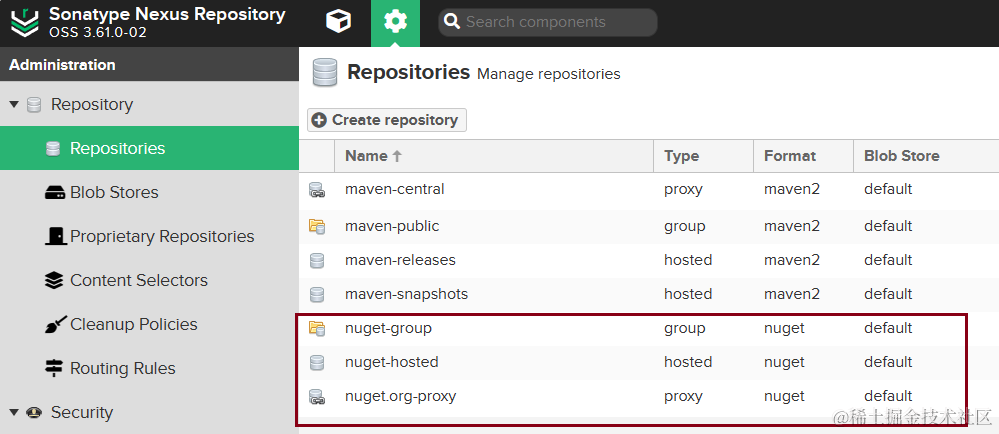 Sonatype Nexus Repository
OSS 3.61.0-02
Search components
Administration
Repository
Repositories
Blob Stores
Proprietary Repositories
Content Selectors
Cleanup Policies
Routing Rules
Security
Repositories Manage repositories
Create repository
Name Type Format Blob Store
maven-central proxy maven2 default
maven-public group maven2 default
maven-releases hosted maven2 default
maven-snapshots hosted maven2 default
nuget-group group nuget default
nuget-hosted hosted nuget default
nuget.org-proxy proxy nuget default
@稀土掘金技术社区